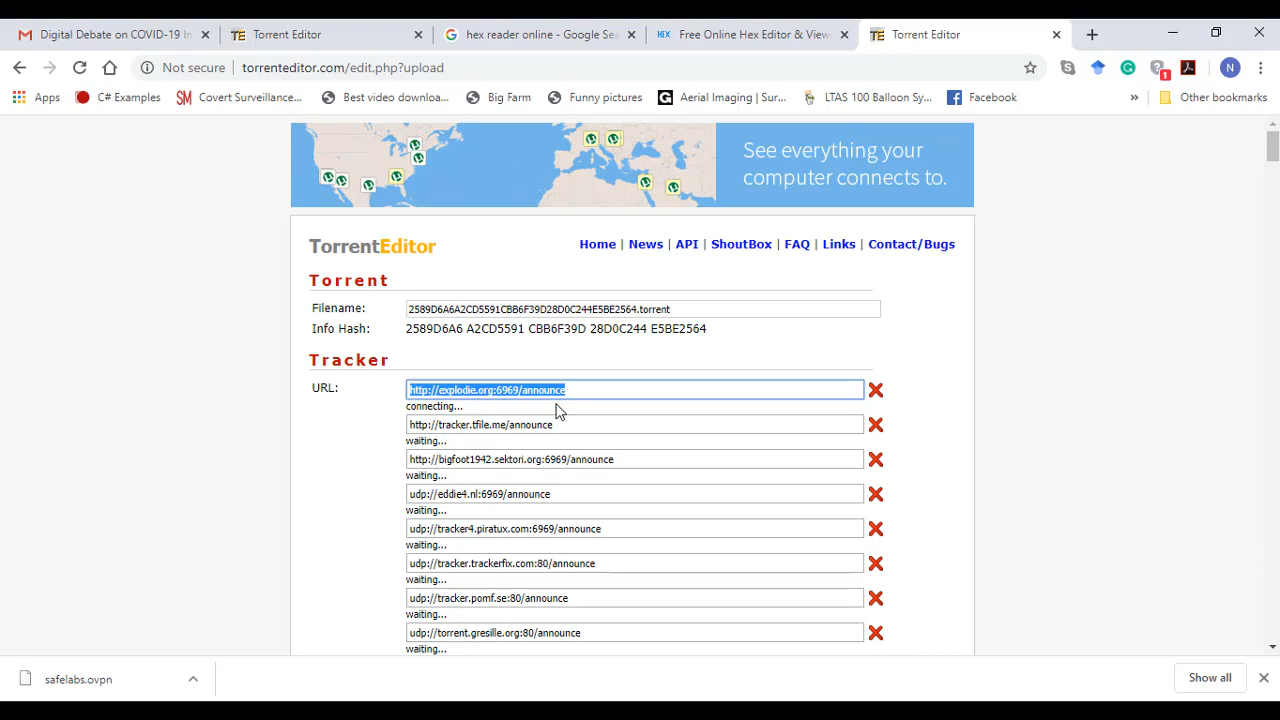 Digital Debate on COVID-19 In
Torrent Editor
hex reader online - Google Sea
HEX
Free Online Hex Editor & View
TE
Torrent Editor
Not secure
torrenteditor.com/edit.php?upload
1
N
Apps
C# Examples
SM Covert Surveillance...
Best video downloa...
Big Farm
Funny pictures
G Aerial Imaging | Sur...
LTAS 100 Balloon Sy...
Facebook
»
Other bookmarks
See everything your
computer connects to.
TorrentEditor
Home | News | API | ShoutBox | FAQ | Links | Contact/Bugs
Torrent
Filename:
2589D6A6A2CD5591CBB6F39D28D0C244E5BE2564.torrent
Info Hash:
2589D6A6 A2CD5591 CBB6F39D 28D0C244 E5BE2564
Tracker
URL:
http://explodie.org:6969/announce
connecting...
http://tracker.tfile.me/announce
waiting...
http://bigfoot1942.sektori.org:6969/announce
waiting...
udp://eddie4.nl:6969/announce
waiting...
udp://tracker4.piratux.com:6969/announce
waiting...
udp://tracker.trackerfix.com:80/announce
waiting...
udp://tracker.pomf.se:80/announce
waiting...
udp://torrent.gresille.org:80/announce
waiting...
safelabs.ovpn
Show all